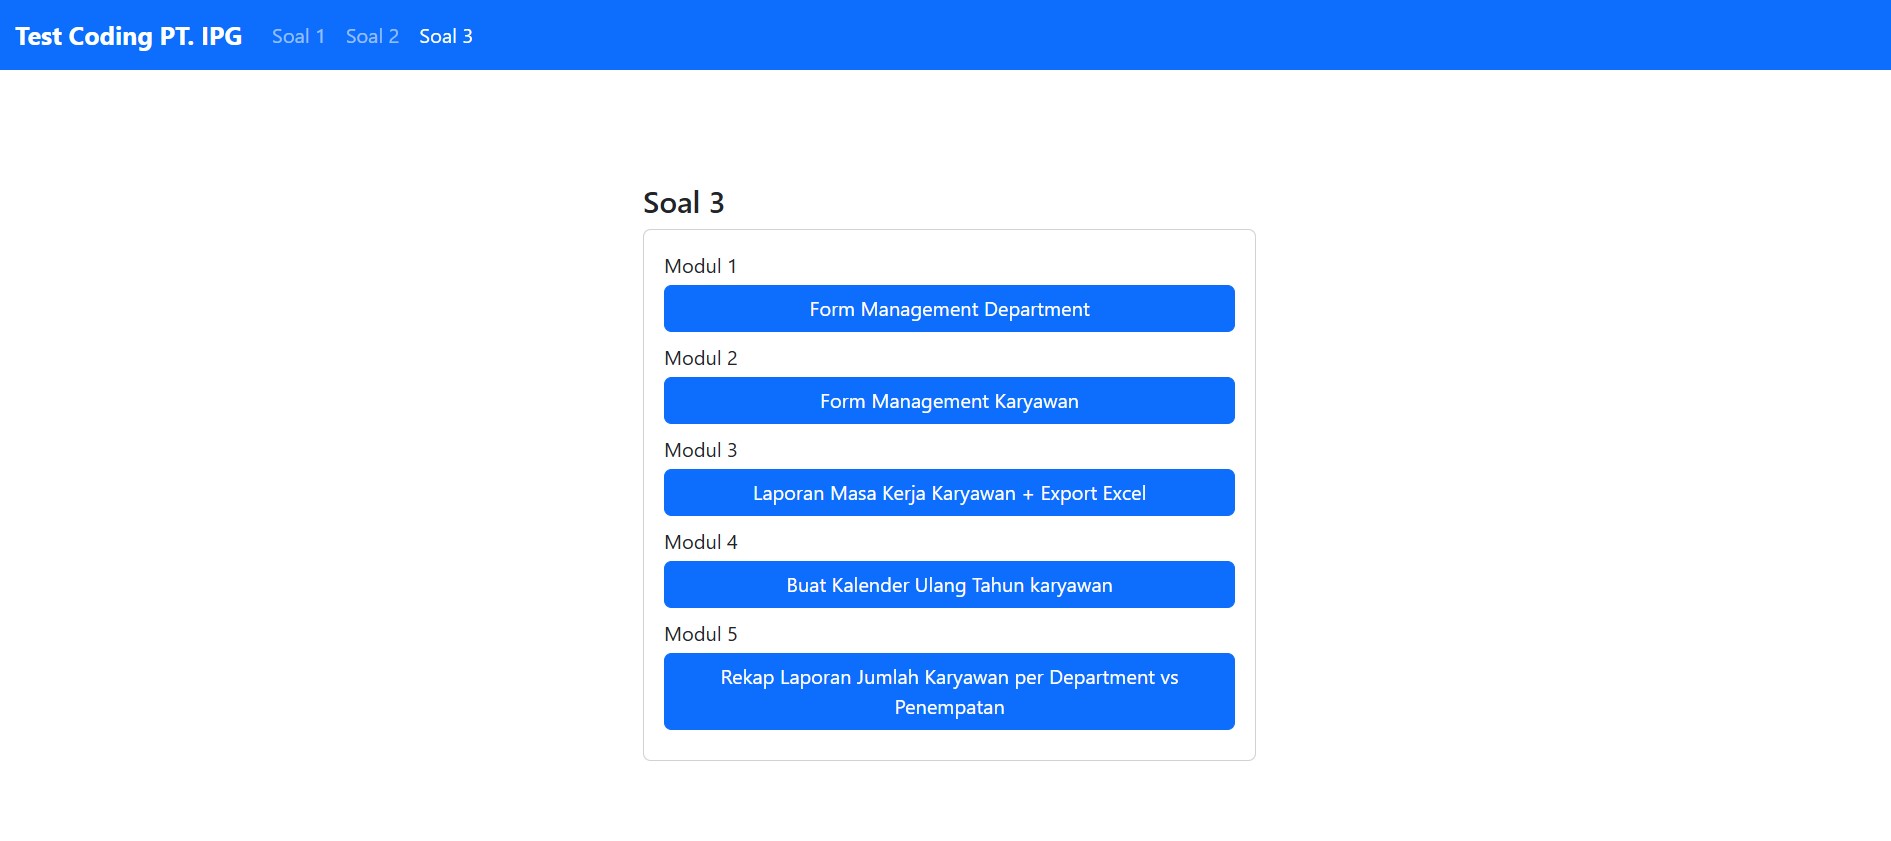 Test Coding PT. IPG Soal 1 Soal 2 Soal 3
Soal 3
Modul 1
Form Management Department
Modul 2
Form Management Karyawan
Modul 3
Laporan Masa Kerja Karyawan + Export Excel
Modul 4
Buat Kalender Ulang Tahun karyawan
Modul 5
Rekap Laporan Jumlah Karyawan per Department vs
Penempatan